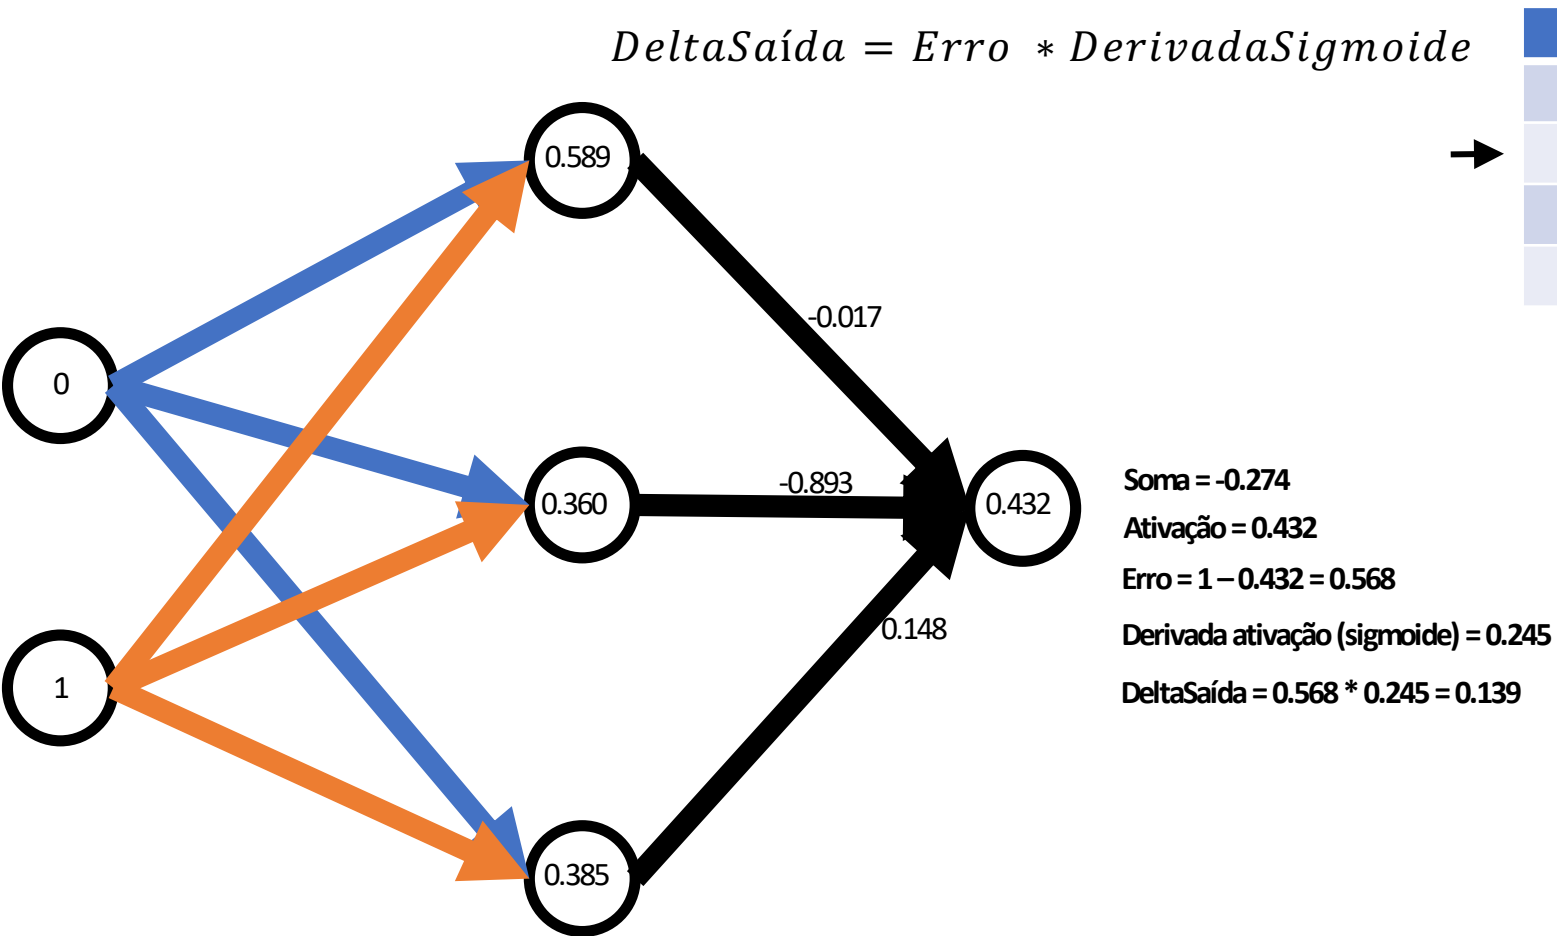 DeltaSaída = Erro * DerivadaSigmoide
0.589
-0.017
0
-0.893
0.360
0.432
Soma = -0.274
Ativação = 0.432
Erro = 1 – 0.432 = 0.568
0.148
Derivada ativação (sigmoide) = 0.245
1
DeltaSaída = 0.568 * 0.245 = 0.139
0.385